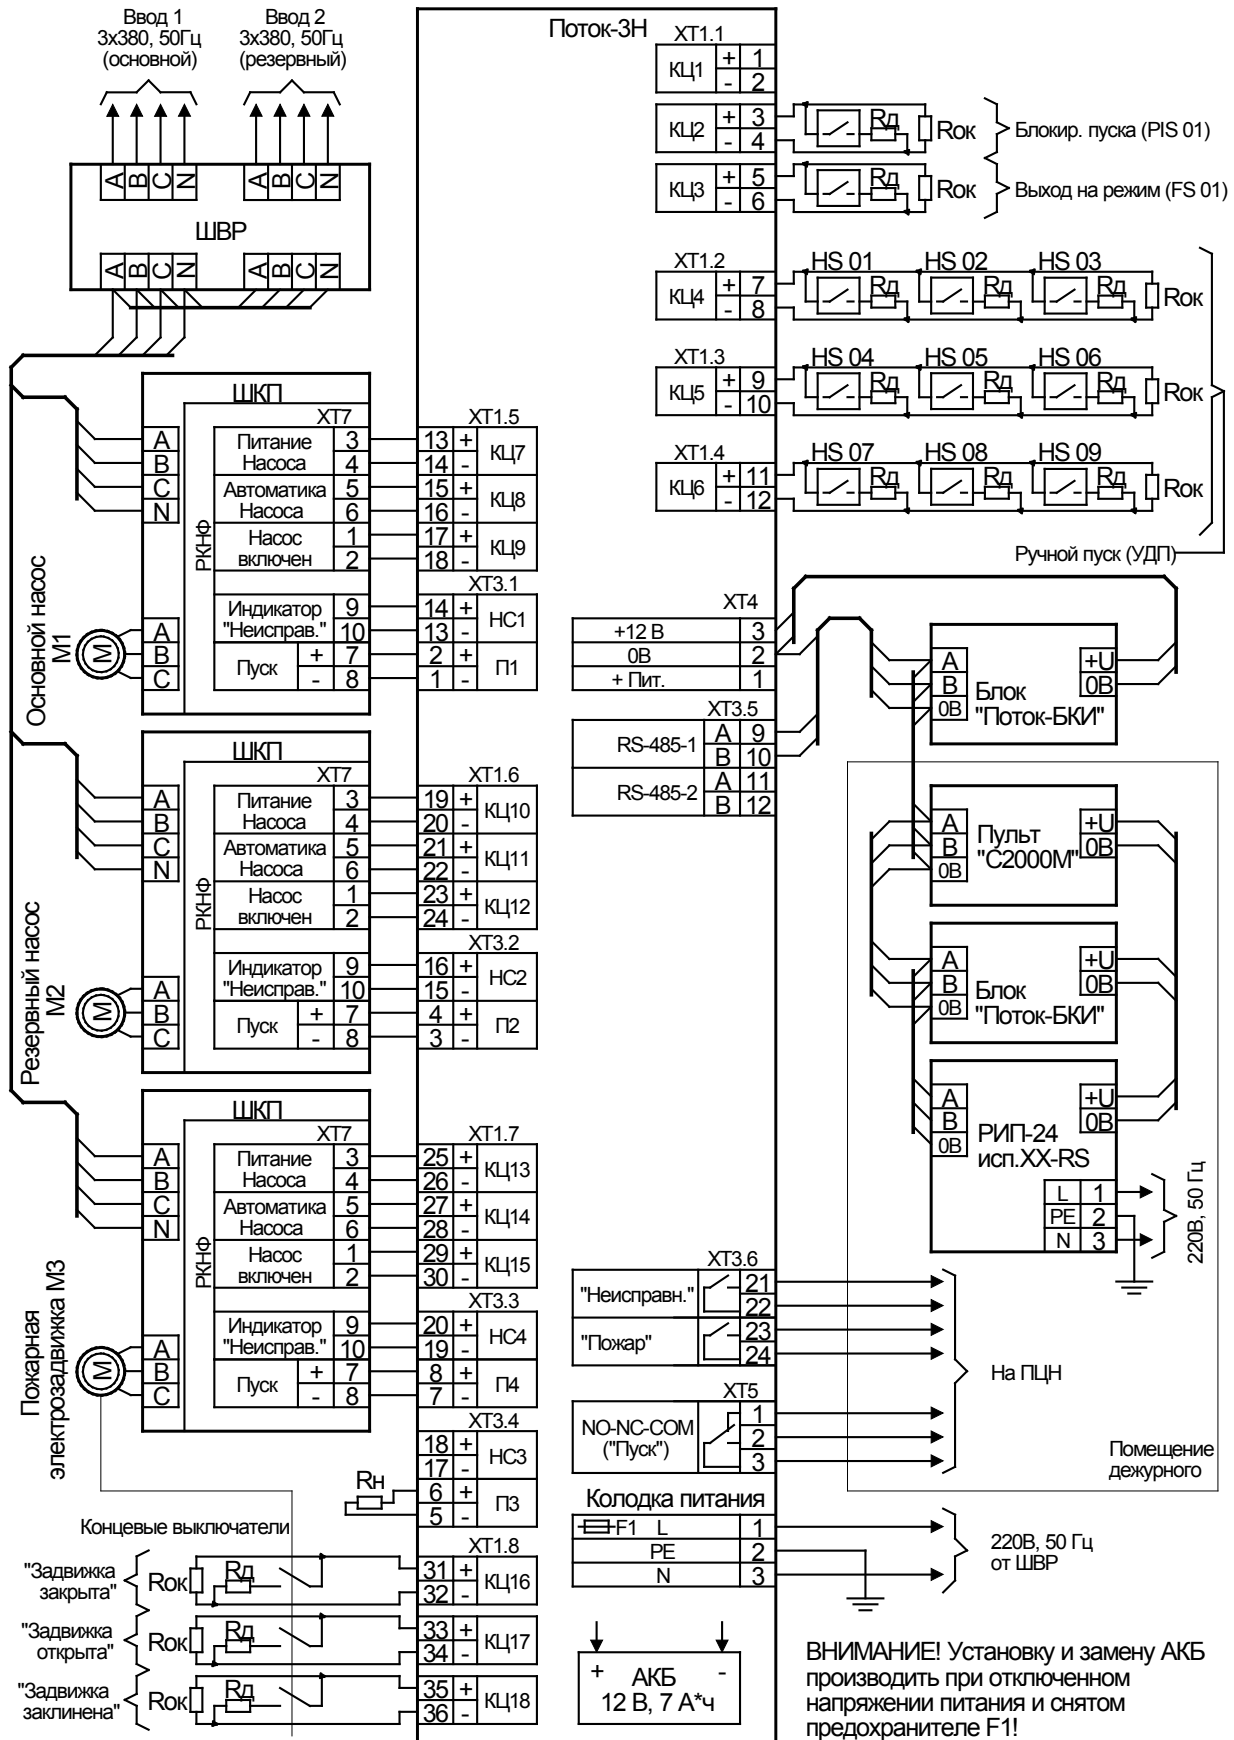 Ввод 1
3х380, 50Гц
(основной)
Ввод 2
3х380, 50Гц
(резервный)
A B C N
A B C N
ШВР
A B C N
A B C N
Поток-3Н
XT1.1
КЦ1 + 1
- 2
КЦ2 + 3
- 4
Rд
Rок
Блокир. пуска (PIS 01)
КЦ3 + 5
- 6
Rд
Rок
Выход на режим (FS 01)
XT1.2
КЦ4 + 7
- 8
HS 01 HS 02 HS 03
Rд Rд Rд
Rок
XT1.3
КЦ5 + 9
- 10
HS 04 HS 05 HS 06
Rд Rд Rд
Rок
XT1.4
КЦ6 + 11
- 12
HS 07 HS 08 HS 09
Rд Rд Rд
Rок
Ручной пуск (УДП)
Основной насос
М1
M
A
B
C
N
A
B
C
ШКП
РКНФ
XT7
Питание
Насоса
3
4
Автоматика
Насоса
5
6
Насос
включен
1
2
Индикатор
"Неисправ."
9
10
Пуск
+ 7
- 8
XT1.5
13 +
14 -
КЦ7
15 +
16 -
КЦ8
17 +
18 -
КЦ9
XT3.1
14 +
13 -
НС1
2 +
1 -
П1
Резервный насос
М2
M
A
B
C
N
A
B
C
ШКП
РКНФ
XT7
Питание
Насоса
3
4
Автоматика
Насоса
5
6
Насос
включен
1
2
Индикатор
"Неисправ."
9
10
Пуск
+ 7
- 8
XT1.6
19 +
20 -
КЦ10
21 +
22 -
КЦ11
23 +
24 -
КЦ12
XT3.2
16 +
15 -
НС2
4 +
3 -
П2
Пожарная
электрозадвижка М3
M
A
B
C
N
A
B
C
ШКП
РКНФ
XT7
Питание
Насоса
3
4
Автоматика
Насоса
5
6
Насос
включен
1
2
Индикатор
"Неисправ."
9
10
Пуск
+ 7
- 8
XT1.7
25 +
26 -
КЦ13
27 +
28 -
КЦ14
29 +
30 -
КЦ15
XT3.3
20 +
19 -
НС4
8 +
7 -
П4
XT3.4
18 +
17 -
НС3
Rн
6 +
5 -
П3
Концевые выключатели
XT1.8
"Задвижка
закрыта"
Rок
Rд
31 +
32 -
КЦ16
"Задвижка
открыта"
Rок
Rд
33 +
34 -
КЦ17
"Задвижка
заклинена"
Rок
Rд
35 +
36 -
КЦ18
XT4
+12 В 3
0В 2
+ Пит. 1
XT3.5
RS-485-1
A 9
B 10
RS-485-2
A 11
B 12
A
B
0В
+U
0В
Блок
"Поток-БКИ"
A
B
0В
+U
0В
Пульт
"С2000М"
A
B
0В
+U
0В
Блок
"Поток-БКИ"
A
B
0В
+U
0В
РИП-24
исп.XX-RS
L 1
PE 2
N 3
220В, 50 Гц
XT3.6
"Неисправн."
21
22
"Пожар"
23
24
XT5
NO-NC-COM
("Пуск")
1
2
3
На ПЦН
Помещение
дежурного
Колодка питания
F1 L 1
PE 2
N 3
220В, 50 Гц
от ШВР
+ АКБ -
12 В, 7 А*ч
ВНИМАНИЕ! Установку и замену АКБ
производить при отключенном
напряжении питания и снятом
предохранителе F1!